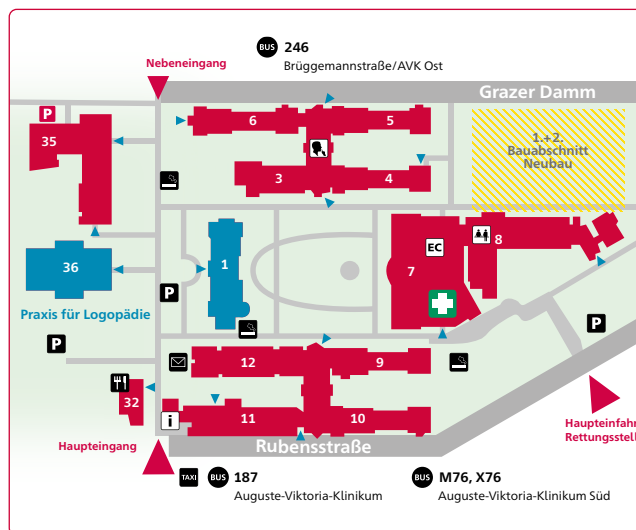 BUS 246
Brüggemannstraße/AVK Ost
Nebeneingang
Grazer Damm
P
35
6
5
1.+2.
Bauabschnitt
Neubau
3
4
36
1
7
EC
8
Praxis für Logopädie
P
P
P
12
9
32
i
11
10
Haupteingang
Rubensstraße
Haupteinfahr
Rettungsstell
TAXI
BUS 187
Auguste-Viktoria-Klinikum
BUS M76, X76
Auguste-Viktoria-Klinikum Süd